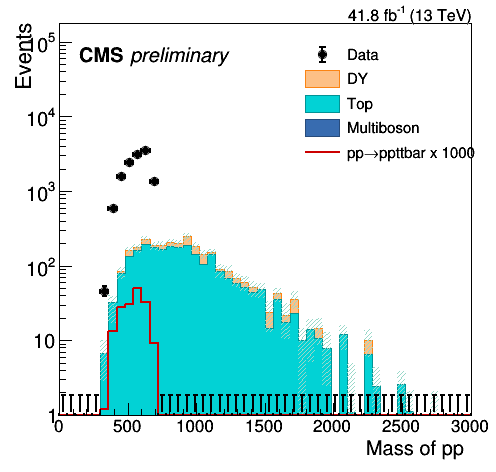 41.8 fb⁻¹ (13 TeV)
Events
CMS preliminary
Data
DY
Top
Multiboson
pp→ppttbar x 1000
10⁵
10⁴
10³
10²
10
1
0 500 1000 1500 2000 2500 3000
Mass of pp